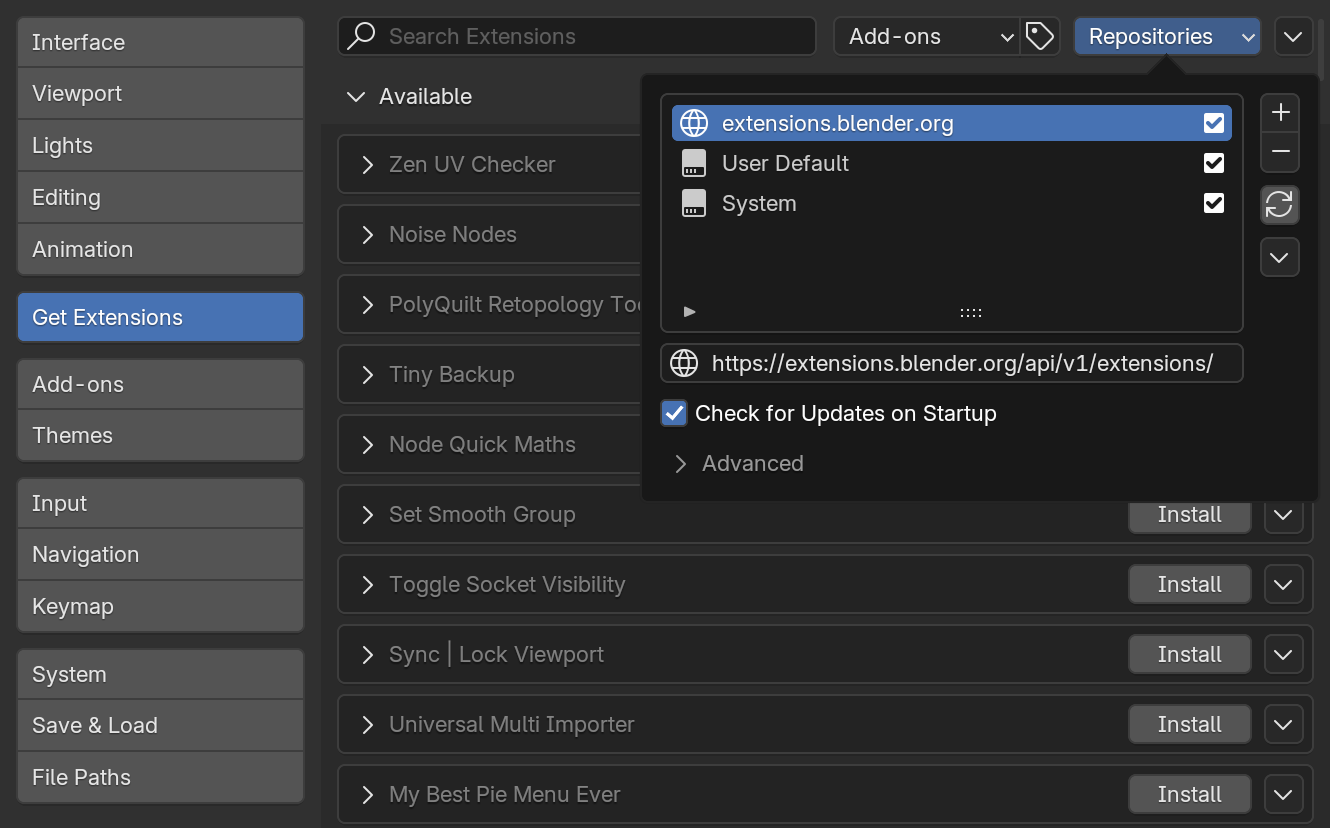 Interface
Viewport
Lights
Editing
Animation
Get Extensions
Add-ons
Themes
Input
Navigation
Keymap
System
Save & Load
File Paths
Search Extensions
Add-ons
Repositories
Available
Zen UV Checker
Noise Nodes
PolyQuilt Retopology Too
Tiny Backup
Node Quick Maths
Set Smooth Group Install
Toggle Socket Visibility Install
Sync | Lock Viewport Install
Universal Multi Importer Install
My Best Pie Menu Ever Install
extensions.blender.org
User Default
System
https://extensions.blender.org/api/v1/extensions/
Check for Updates on Startup
Advanced